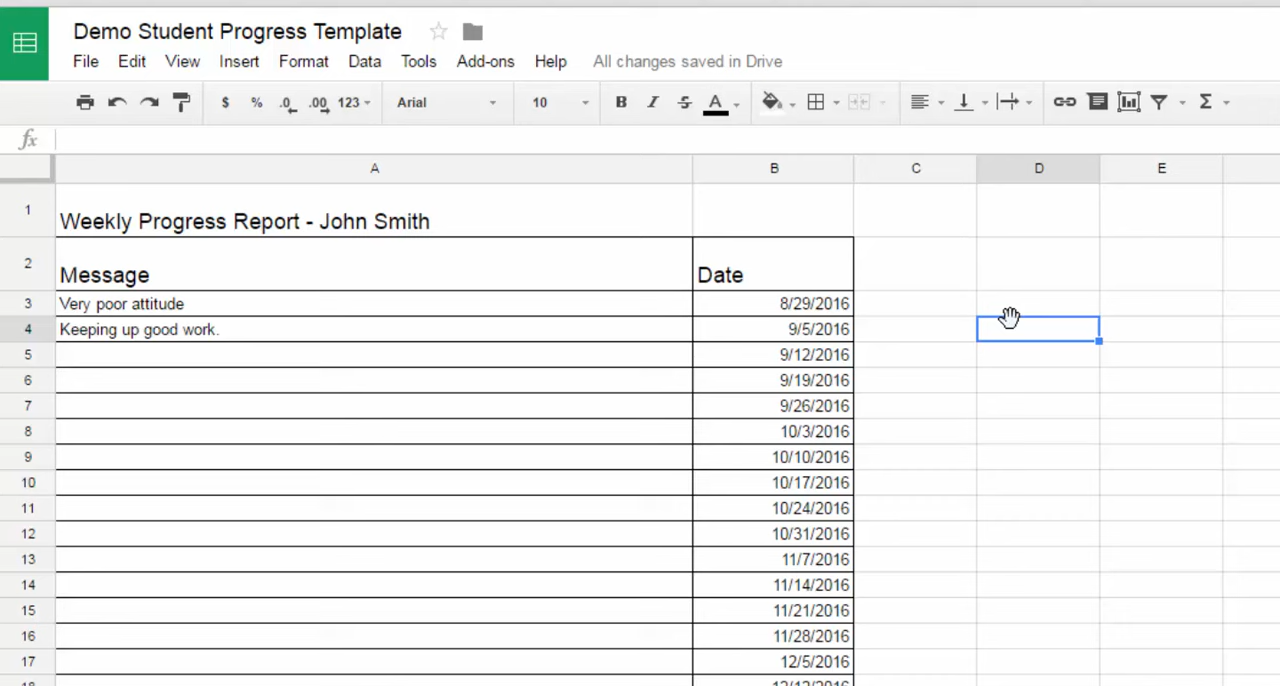 Demo Student Progress Template
File Edit View Insert Format Data Tools Add-ons Help All changes saved in Drive
$ % .0 .00 123 Arial 10 B I S A Σ
fx
A B C D E
1 Weekly Progress Report - John Smith
2 Message Date
3 Very poor attitude 8/29/2016
4 Keeping up good work. 9/5/2016
5 9/12/2016
6 9/19/2016
7 9/26/2016
8 10/3/2016
9 10/10/2016
10 10/17/2016
11 10/24/2016
12 10/31/2016
13 11/7/2016
14 11/14/2016
15 11/21/2016
16 11/28/2016
17 12/5/2016